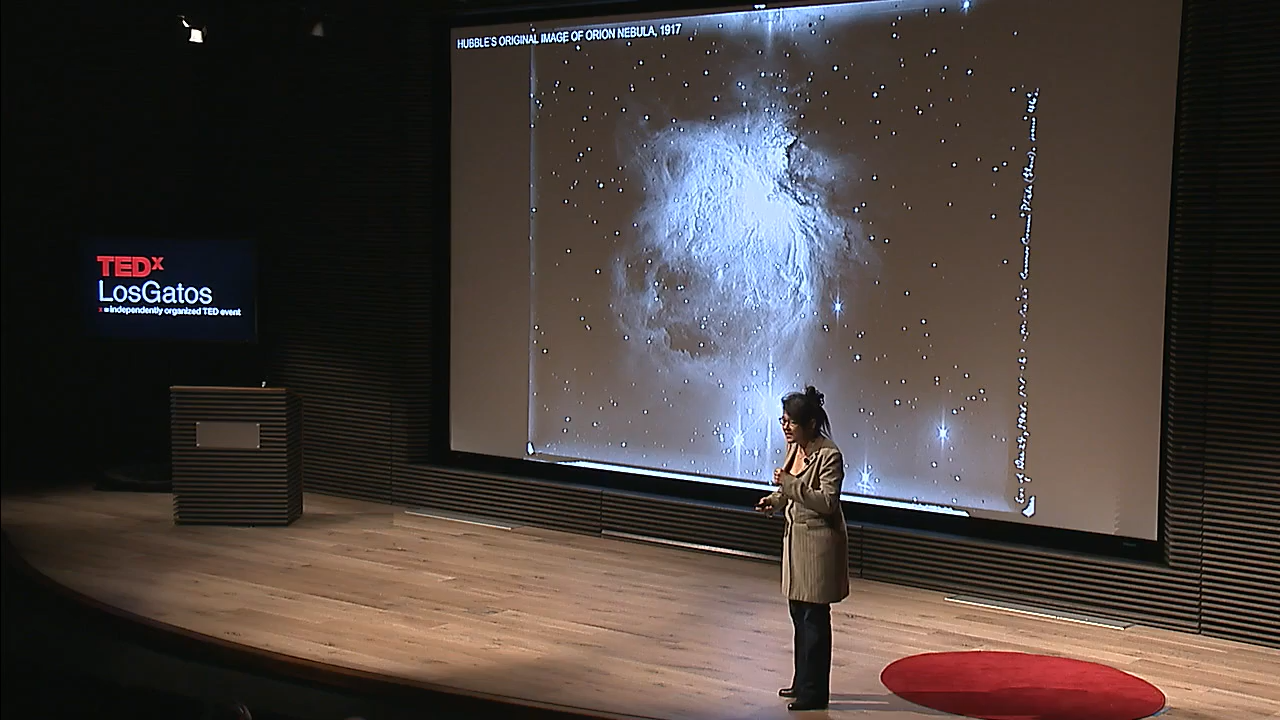 HUBBLE'S ORIGINAL IMAGE OF ORION NEBULA, 1917
TEDx
LosGatos
x = independently organized TED event